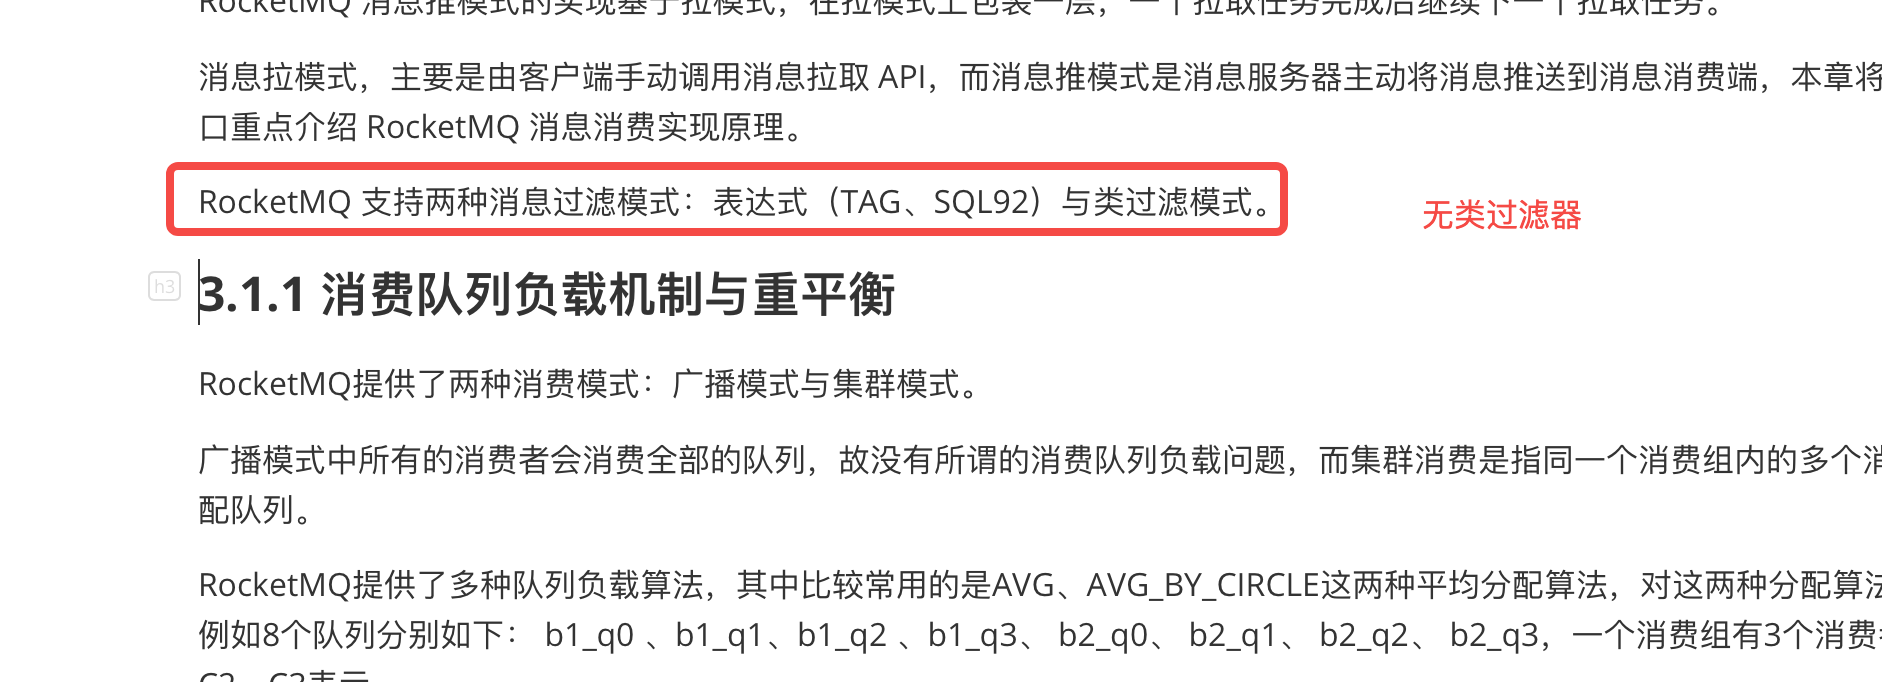 RocketMQ 消息推模式的实现基于拉模式，在拉模式上包装一层，一个拉取任务完成后继续下一个拉取任务。
消息拉模式，主要是由客户端手动调用消息拉取 API，而消息推模式是消息服务器主动将消息推送到消息消费端，本章将
口重点介绍 RocketMQ 消息消费实现原理。
RocketMQ 支持两种消息过滤模式：表达式（TAG、SQL92）与类过滤模式。
无类过滤器
h3
3.1.1 消费队列负载机制与重平衡
RocketMQ提供了两种消费模式：广播模式与集群模式。
广播模式中所有的消费者会消费全部的队列，故没有所谓的消费队列负载问题，而集群消费是指同一个消费组内的多个消
配队列。
RocketMQ提供了多种队列负载算法，其中比较常用的是AVG、AVG_BY_CIRCLE这两种平均分配算法，对这两种分配算法
例如8个队列分别如下： b1_q0 、b1_q1、b1_q2 、b1_q3、 b2_q0、 b2_q1、 b2_q2、 b2_q3，一个消费组有3个消费者
C2、C3表示